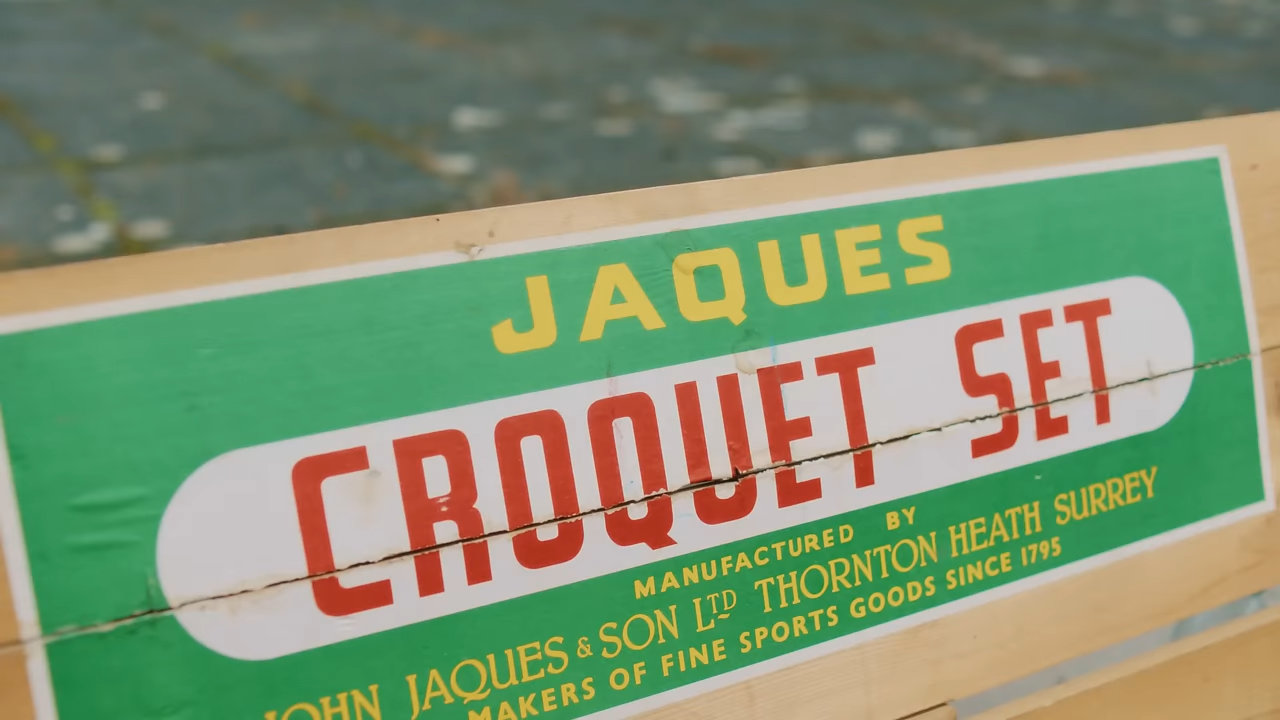 JAQUES
CROQUET SET
MANUFACTURED BY
JOHN JAQUES & SON LTD THORNTON HEATH SURREY
MAKERS OF FINE SPORTS GOODS SINCE 1795